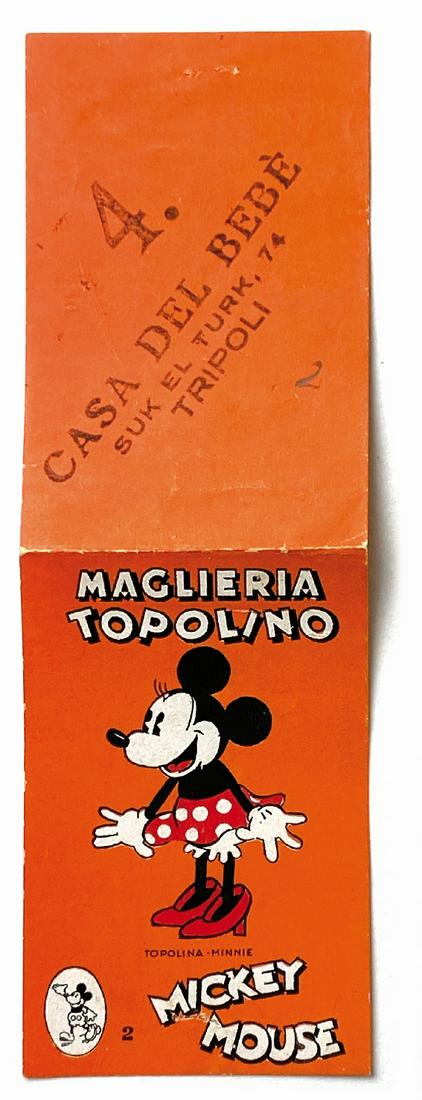 4.
CASA DEL BEBÈ
SUK EL TURK, 74
TRIPOLI
2
MAGLIERIA
TOPOLINO
TOPOLINA - MINNIE
2
MICKEY
MOUSE